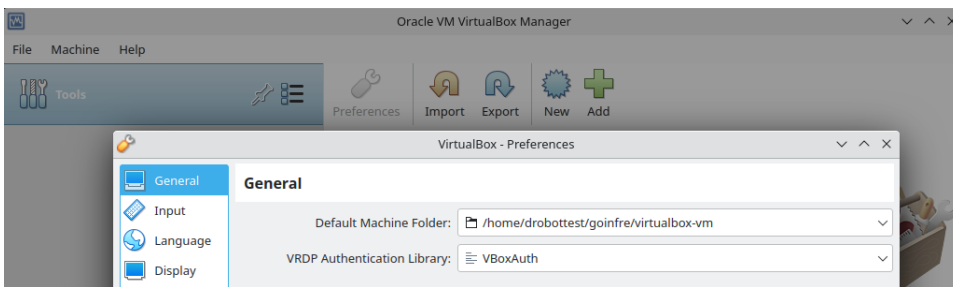 Oracle VM VirtualBox Manager
File Machine Help
Tools
Preferences Import Export New Add
VirtualBox - Preferences
General
General
Input
Default Machine Folder: /home/drobottest/goinfre/virtualbox-vm
Language
VRDP Authentication Library: VBoxAuth
Display